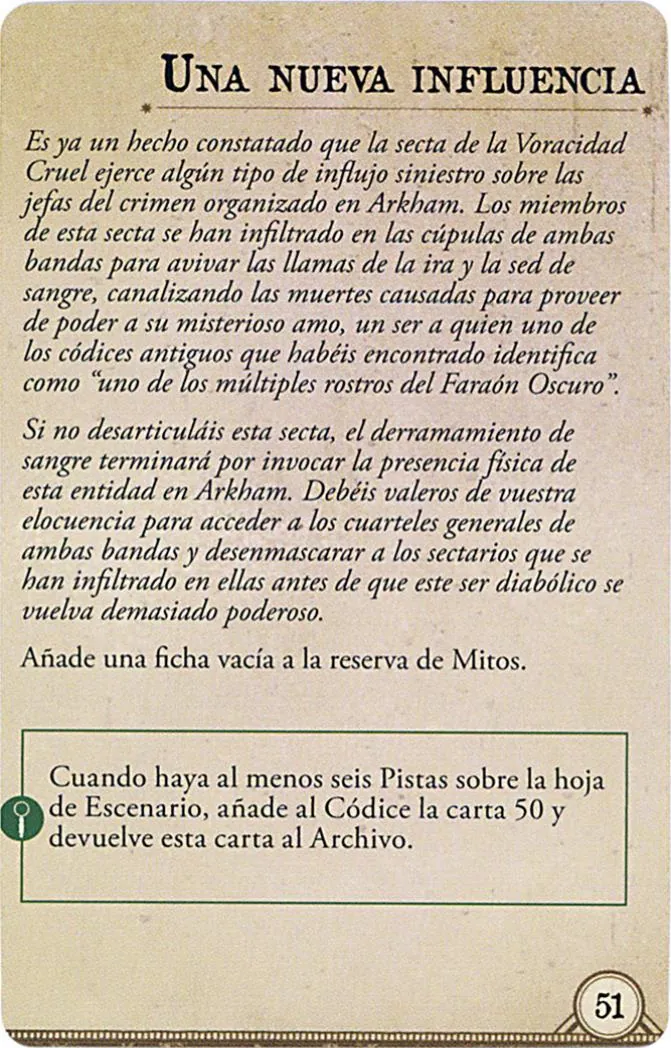 Una nueva influencia
Es ya un hecho constatado que la secta de la Voracidad
Cruel ejerce algún tipo de influjo siniestro sobre las
jefas del crimen organizado en Arkham. Los miembros
de esta secta se han infiltrado en las cúpulas de ambas
bandas para avivar las llamas de la ira y la sed de
sangre, canalizando las muertes causadas para proveer
de poder a su misterioso amo, un ser a quien uno de
los códices antiguos que habéis encontrado identifica
como “uno de los múltiples rostros del Faraón Oscuro”.
Si no desarticuláis esta secta, el derramamiento de
sangre terminará por invocar la presencia física de
esta entidad en Arkham. Debéis valeros de vuestra
elocuencia para acceder a los cuarteles generales de
ambas bandas y desenmascarar a los sectarios que se
han infiltrado en ellas antes de que este ser diabólico se
vuelva demasiado poderoso.
Añade una ficha vacía a la reserva de Mitos.
Cuando haya al menos seis Pistas sobre la hoja
de Escenario, añade al Códice la carta 50 y
devuelve esta carta al Archivo.
51